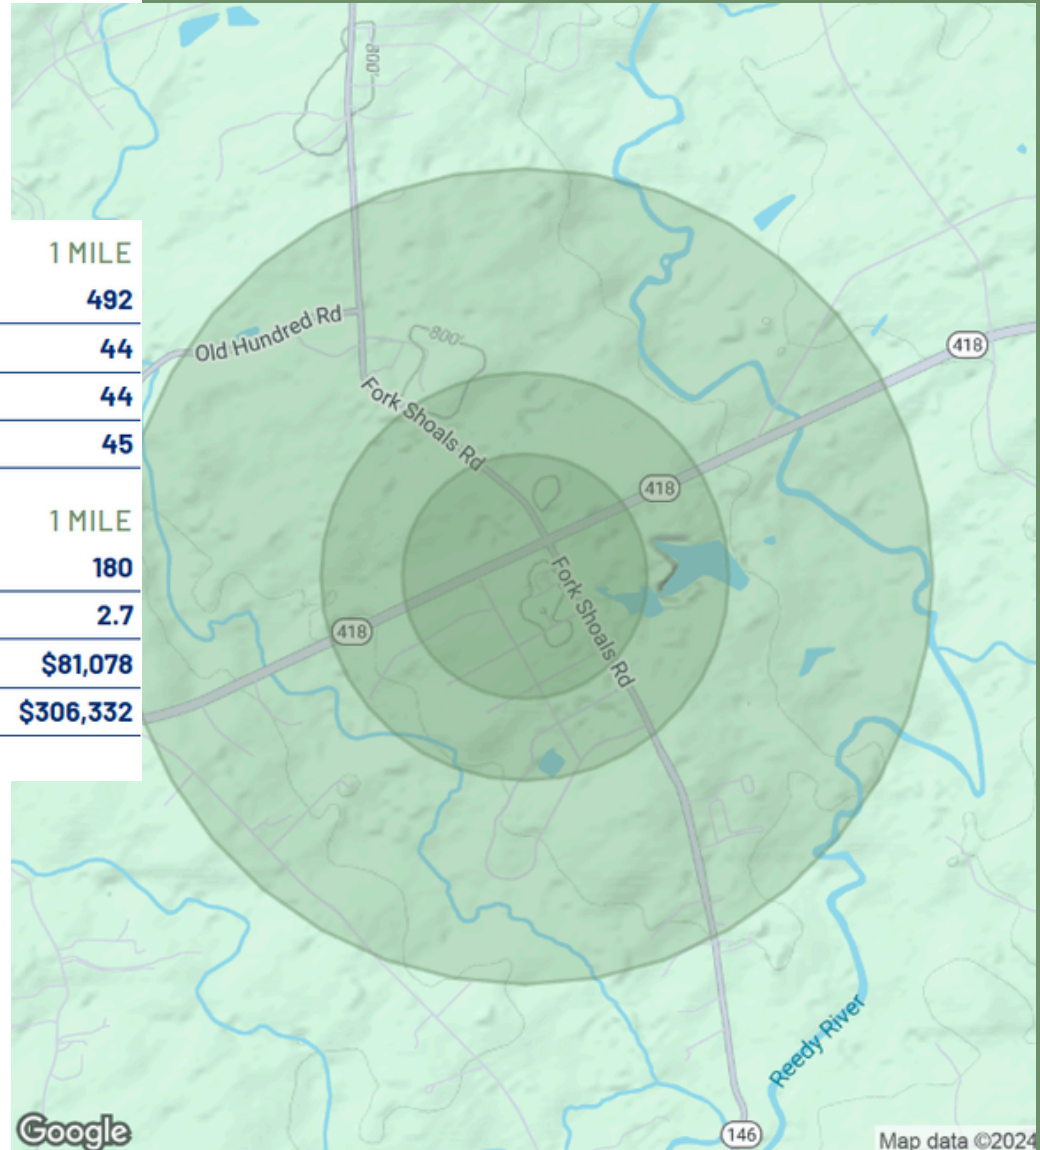 800'
1 MILE
492
44
44
45
1 MILE
180
2.7
$81,078
$306,332
Old Hundred Rd
800'
418
Fork Shoals Rd
418
Fork Shoals Rd
418
Reedy River
146
Google
Map data ©2024